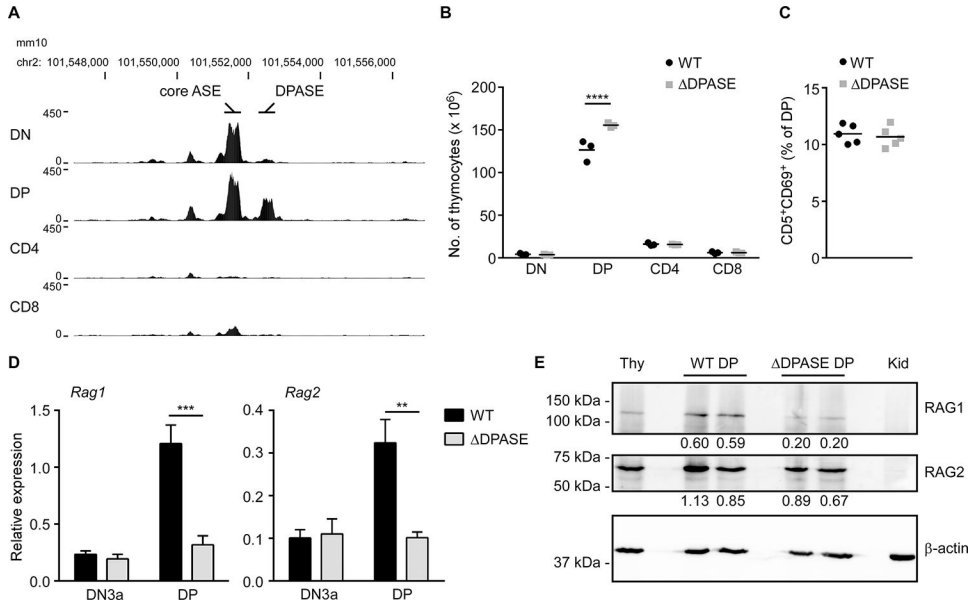 A
mm10
chr2: 101,548,000 101,550,000 101,552,000 101,554,000 101,556,000
core ASE DPASE
450
DN
0
450
DP
0
450
CD4
0
450
CD8
0
B
WT
ΔDPASE
No. of thymocytes (x 10⁶)
200
150
100
50
0
****
DN DP CD4 CD8
C
WT
ΔDPASE
CD5⁺CD69⁺ (% of DP)
15
10
5
0
D
Rag1
Relative expression
1.5
1.0
0.5
0.0
***
DN3a DP
Rag2
0.4
0.3
0.2
0.1
0.0
**
DN3a DP
WT
ΔDPASE
E
Thy WT DP ΔDPASE DP Kid
150 kDa -
100 kDa -
RAG1
0.60 0.59 0.20 0.20
75 kDa -
50 kDa -
RAG2
1.13 0.85 0.89 0.67
37 kDa -
β-actin